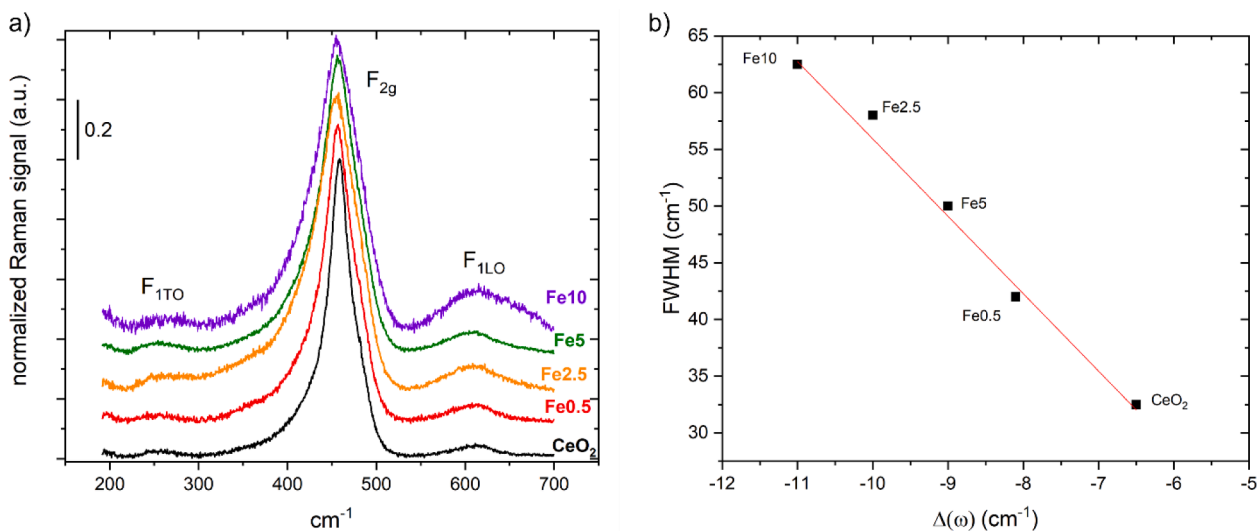 a)
normalized Raman signal (a.u.)
0.2
F2g
F1TO
F1LO
Fe10
Fe5
Fe2.5
Fe0.5
CeO2
200 300 400 500 600 700
cm-1
b)
FWHM (cm-1)
65
60
55
50
45
40
35
30
Fe10
Fe2.5
Fe5
Fe0.5
CeO2
-12 -11 -10 -9 -8 -7 -6 -5
Δ(ω) (cm-1)